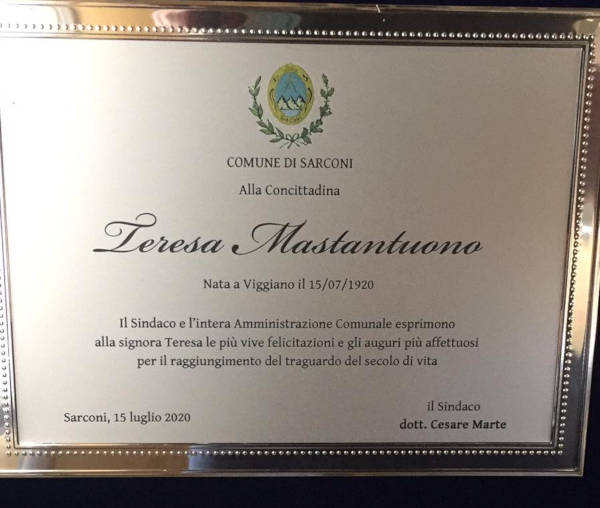 COMUNE DI SARCONI
Alla Concittadina
Teresa Mastantuono
Nata a Viggiano il 15/07/1920
Il Sindaco e l'intera Amministrazione Comunale esprimono
alla signora Teresa le più vive felicitazioni e gli auguri più affettuosi
per il raggiungimento del traguardo del secolo di vita
il Sindaco
Sarconi, 15 luglio 2020
dott. Cesare Marte